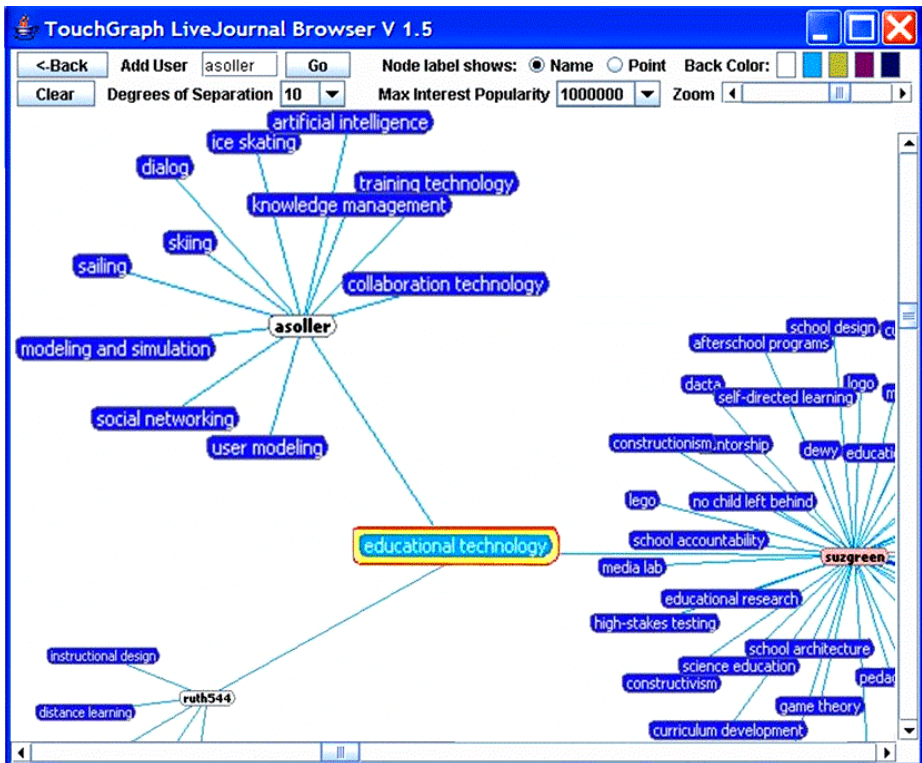 TouchGraph LiveJournal Browser V 1.5
<-Back Add User asoller Go Node label shows: Name Point Back Color:
Clear Degrees of Separation 10 Max Interest Popularity 1000000 Zoom
artificial intelligence
ice skating
dialog
training technology
knowledge management
skiing
sailing
collaboration technology
asoller
modeling and simulation
social networking
user modeling
school design
afterschool programs
dacta
logo
self-directed learning
constructionism
dewy
lego
no child left behind
school accountability
educational technology
suzgreen
media lab
educational research
high-stakes testing
school architecture
science education
constructivism
game theory
curriculum development
instructional design
ruth544
distance learning